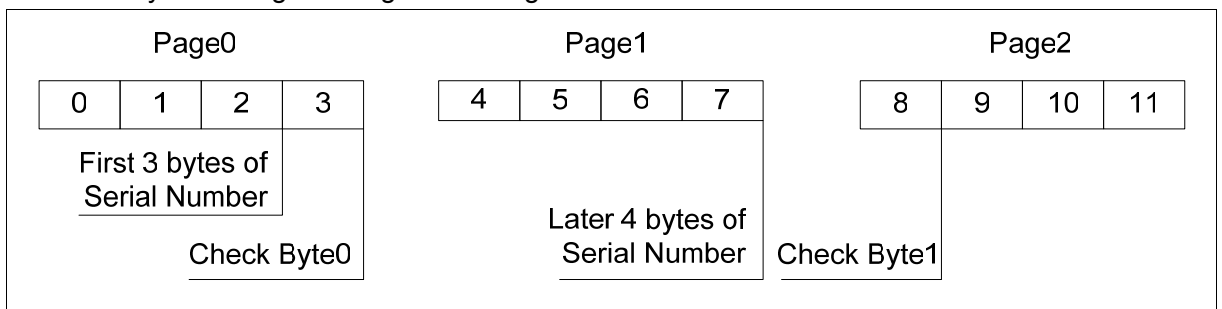 Page0 Page1 Page2
0 1 2 3 4 5 6 7 8 9 10 11
First 3 bytes of
Serial Number
Later 4 bytes of
Serial Number
Check Byte0
Check Byte1